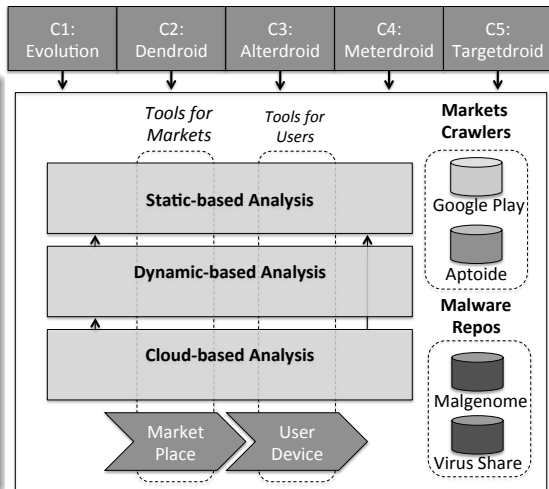 C1: C2: C3: C4: C5:
Evolution Dendroid Alterdroid Meterdroid Targetdroid
Tools for Markets
Tools for Users
Markets
Crawlers
Static-based Analysis
Google Play
Dynamic-based Analysis
Aptoide
Malware
Repos
Cloud-based Analysis
Malgenome
Market
Place
User
Device
Virus Share